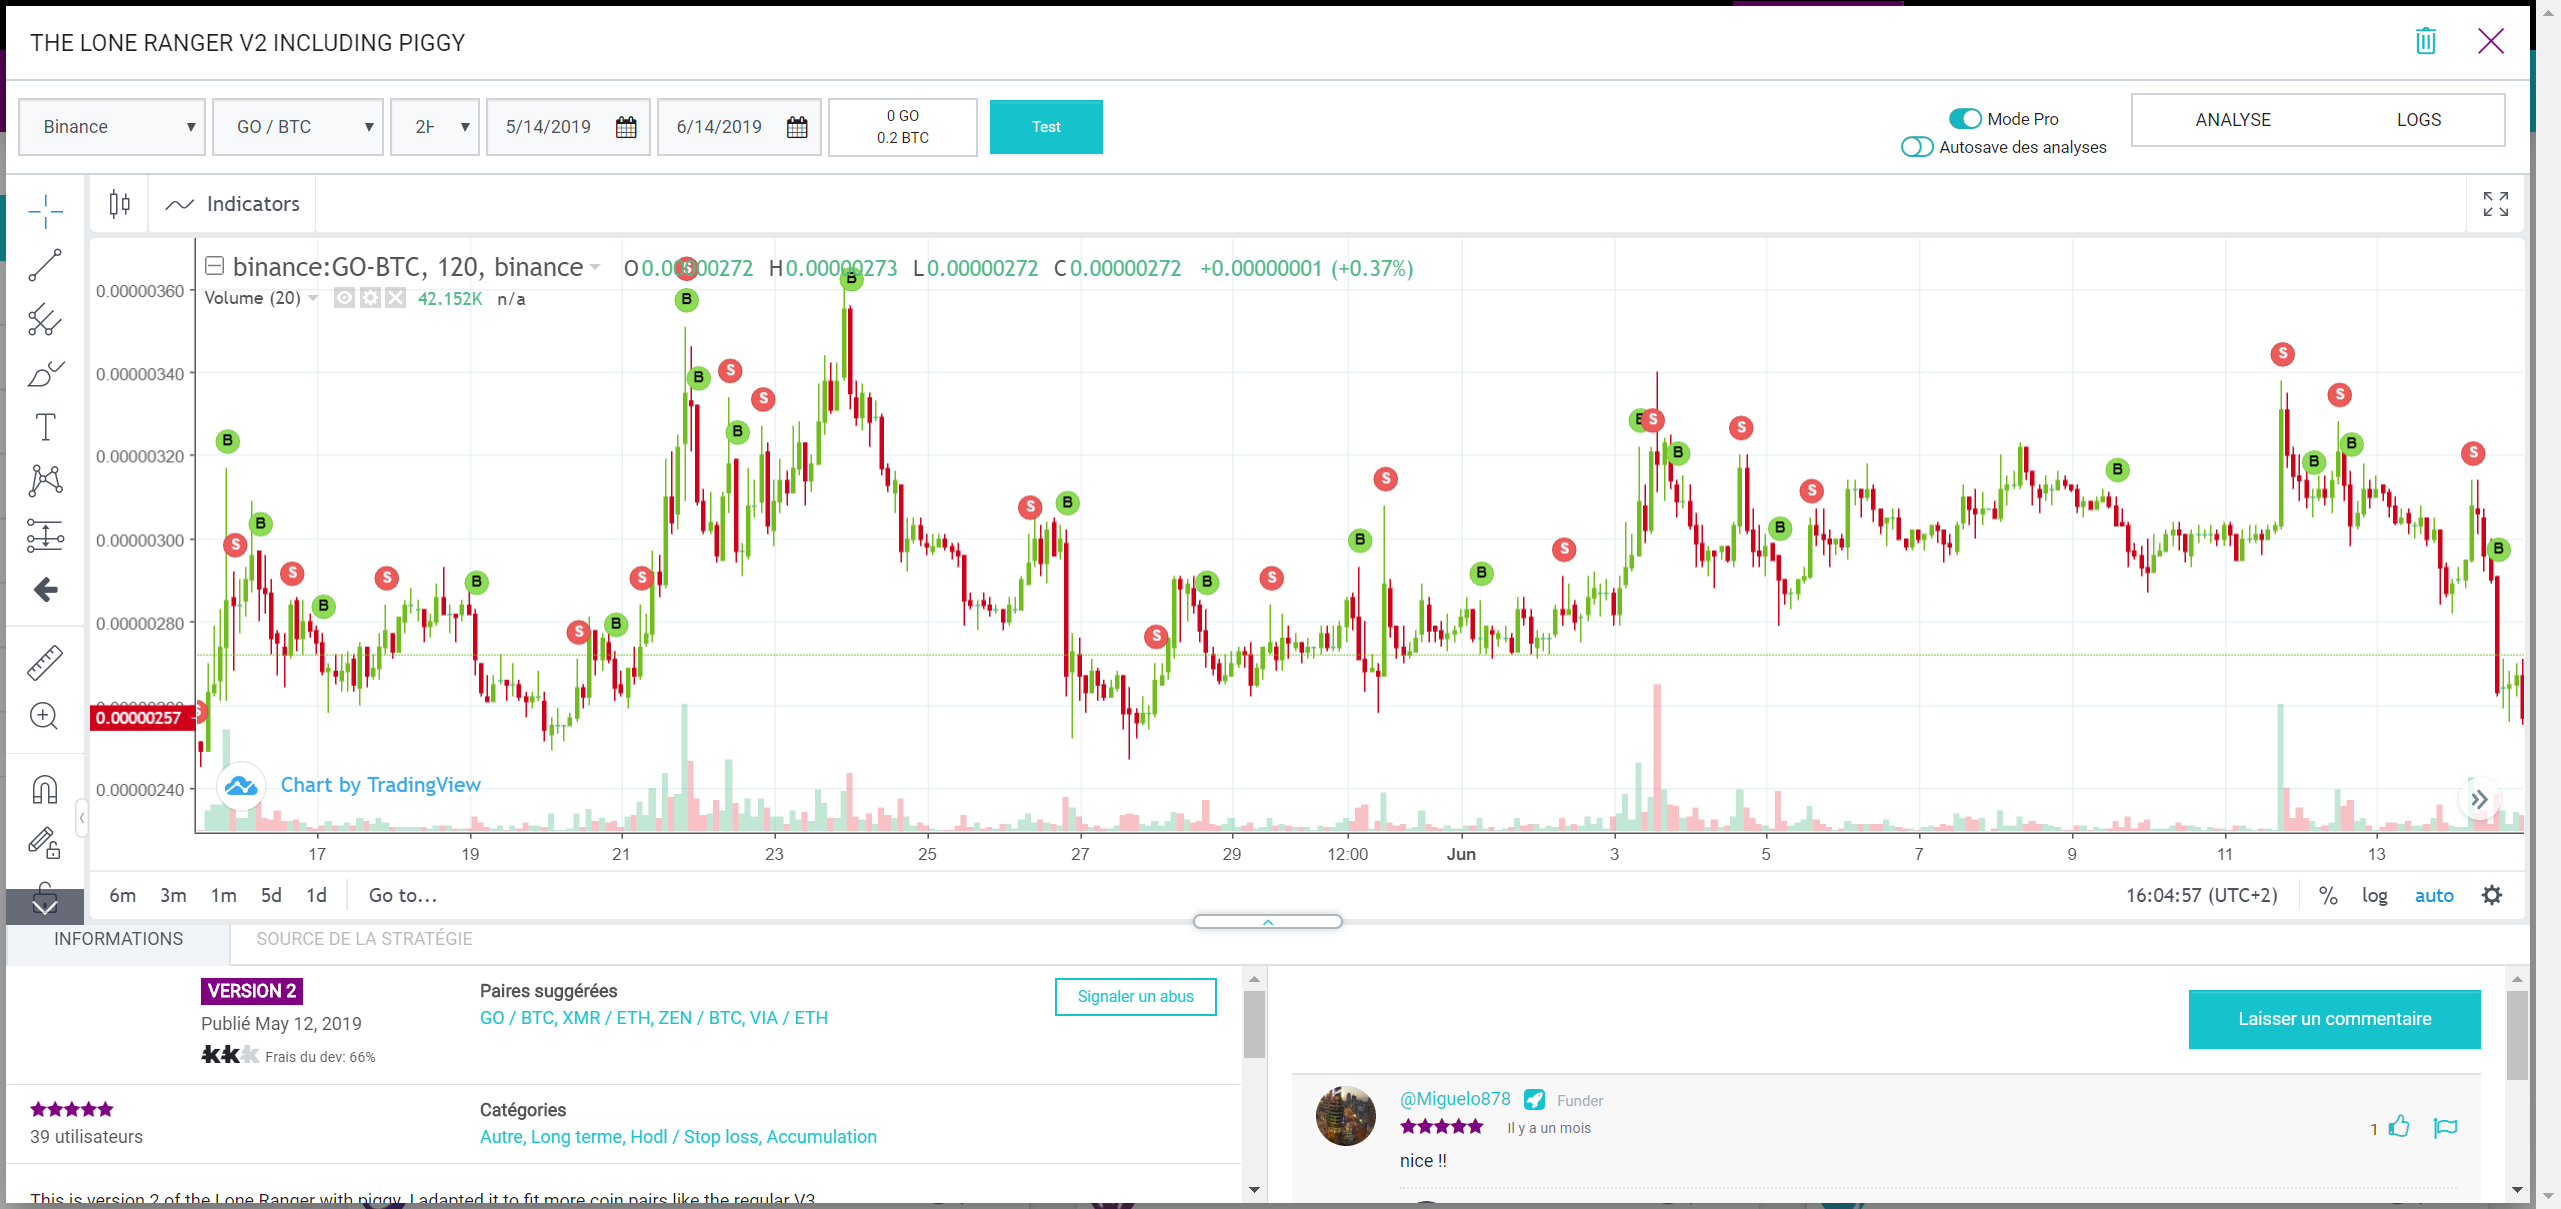 THE LONE RANGER V2 INCLUDING PIGGY
Binance
GO / BTC
2H
5/14/2019
6/14/2019
0 GO
0.2 BTC
Test
Mode Pro
Autosave des analyses
ANALYSE
LOGS
Indicators
binance:GO-BTC, 120, binance
O0.00000272 H0.00000273 L0.00000272 C0.00000272 +0.00000001 (+0.37%)
Volume (20)
42.152K n/a
0.00000360
0.00000340
0.00000320
0.00000300
0.00000280
0.00000257
0.00000240
Chart by TradingView
17 19 21 23 25 27 29 12:00 Jun 3 5 7 9 11 13
6m 3m 1m 5d 1d Go to...
16:04:57 (UTC+2) % log auto
INFORMATIONS
SOURCE DE LA STRATÉGIE
VERSION 2
Publié May 12, 2019
Frais du dev: 66%
Paires suggérées
GO / BTC, XMR / ETH, ZEN / BTC, VIA / ETH
Signaler un abus
39 utilisateurs
Catégories
Autre, Long terme, Hodl / Stop loss, Accumulation
This is version 2 of the Lone Ranger with piggy. I adapted it to fit more coin pairs like the regular V3
Laisser un commentaire
@Miguelo878 Funder
Il y a un mois
1
nice !!